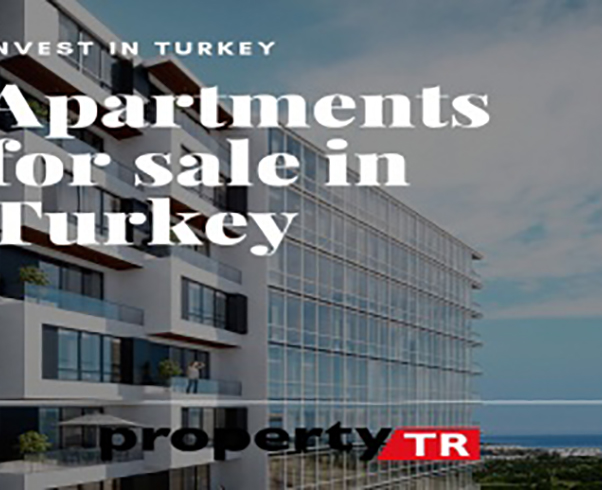 NVEST IN TURKEY
Apartments
for sale in
Turkey
property TR